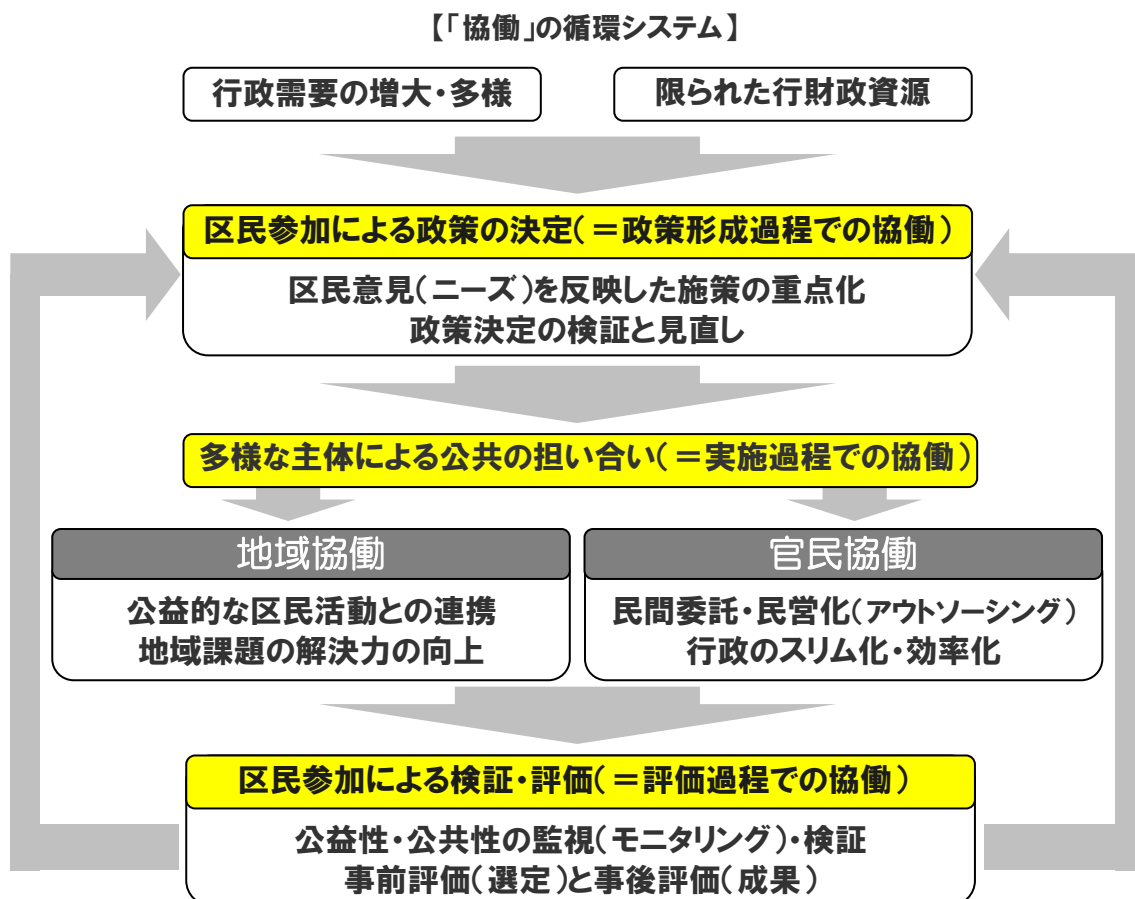 【「協働」の循環システム】
行政需要の増大・多様
限られた行財政資源
区民参加による政策の決定(＝政策形成過程での協働)
区民意見(ニーズ)を反映した施策の重点化
政策決定の検証と見直し
多様な主体による公共の担い合い(＝実施過程での協働)
地域協働
公益的な区民活動との連携
地域課題の解決力の向上
官民協働
民間委託・民営化(アウトソーシング)
行政のスリム化・効率化
区民参加による検証・評価(＝評価過程での協働)
公益性・公共性の監視(モニタリング)・検証
事前評価(選定)と事後評価(成果)